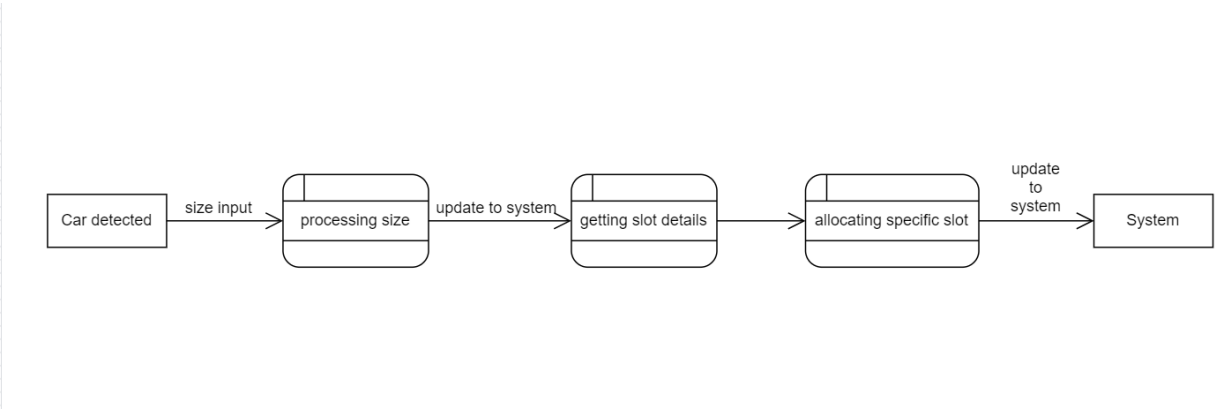 Car detected
size input
processing size
update to system
getting slot details
allocating specific slot
update
to
system
System